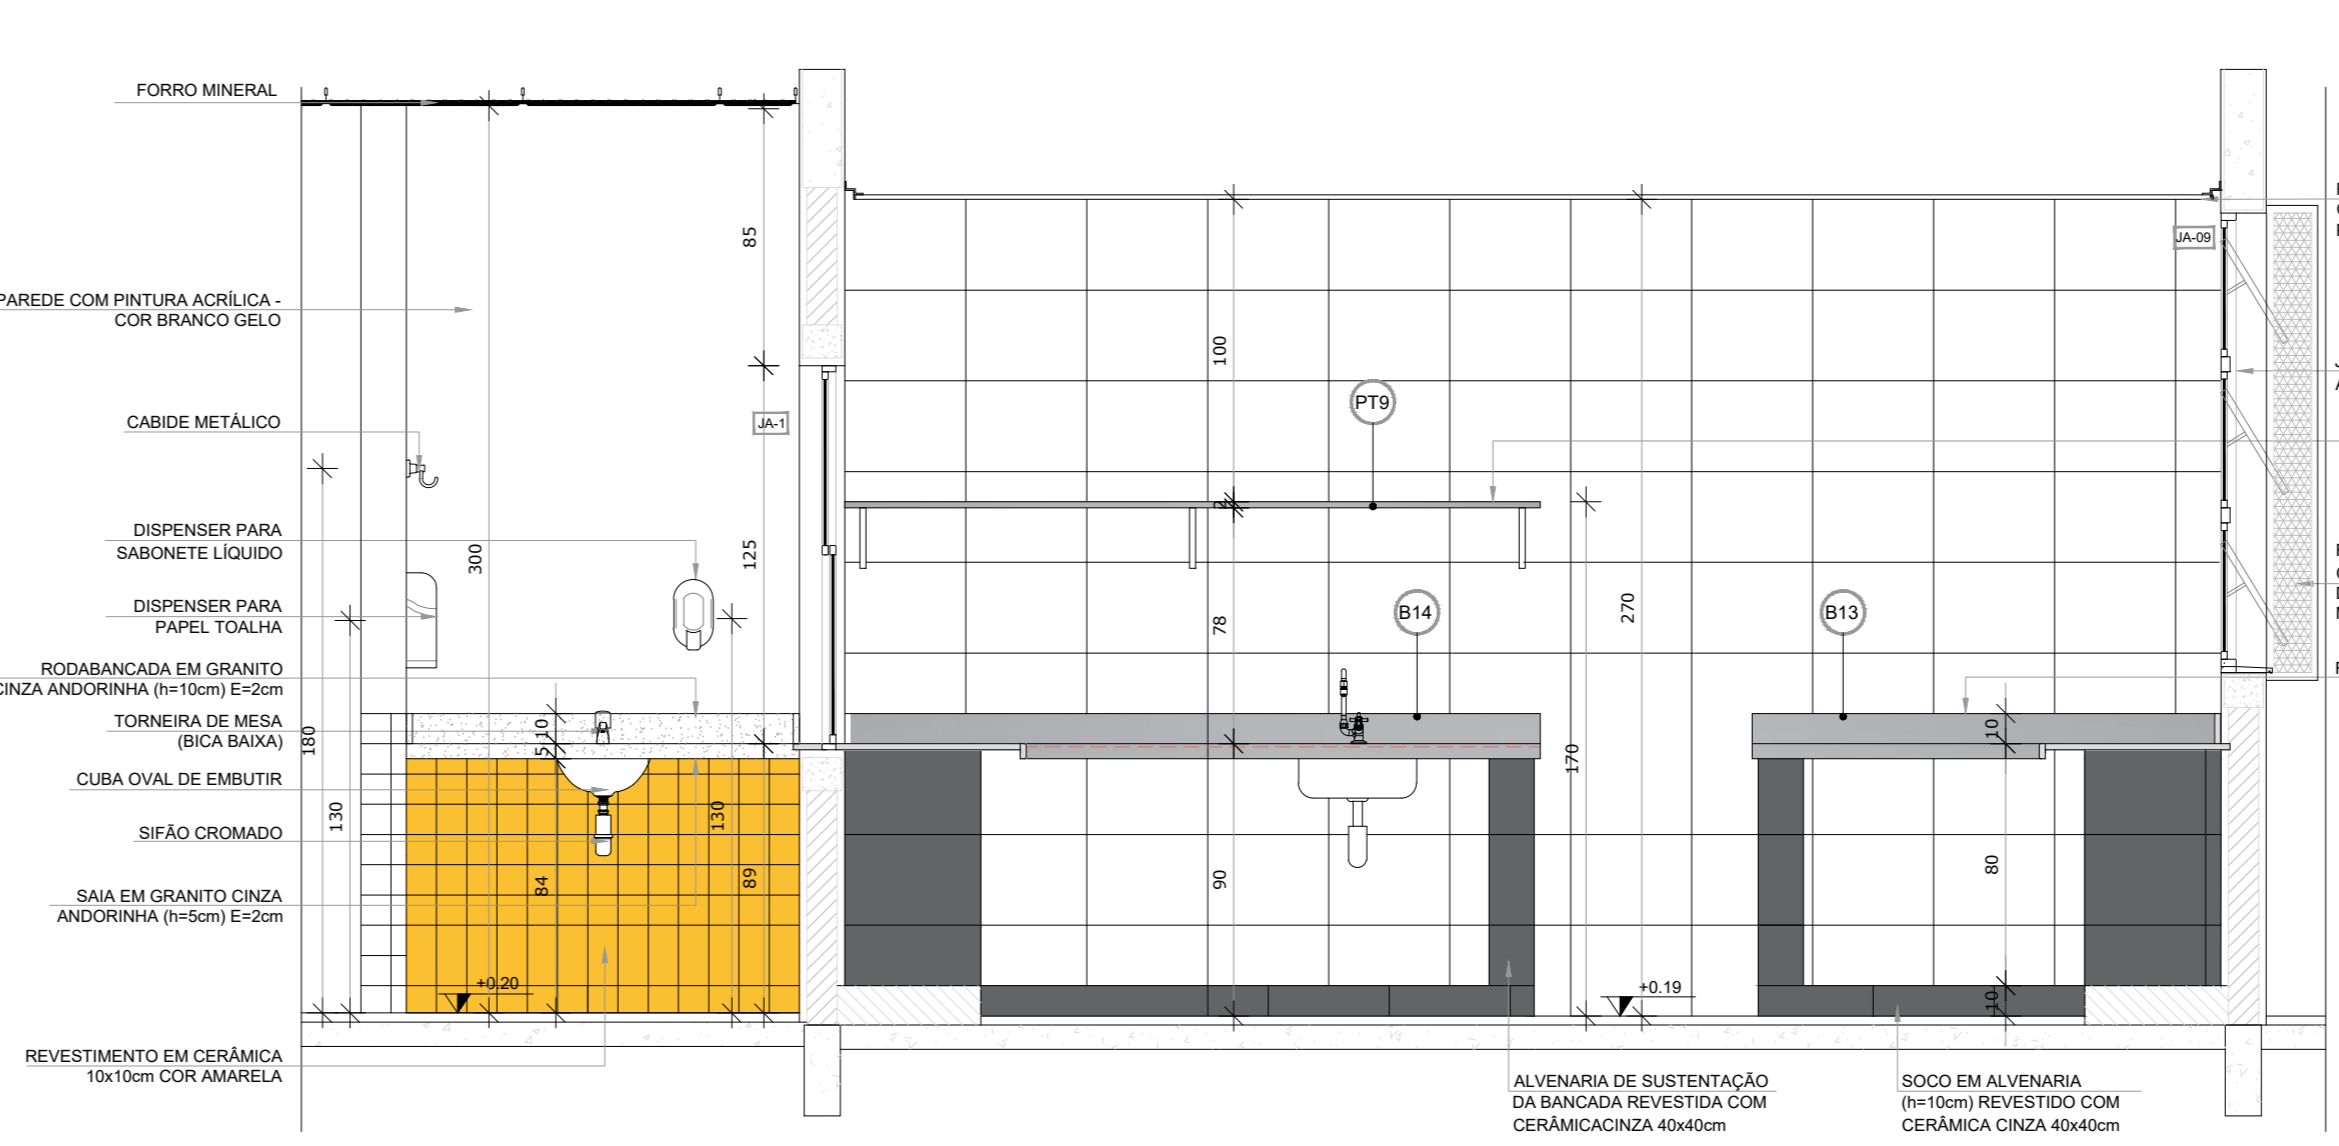 FORRO MINERAL
PAREDE COM PINTURA ACRÍLICA -
COR BRANCO GELO
CABIDE METÁLICO
DISPENSER PARA
SABONETE LÍQUIDO
DISPENSER PARA
PAPEL TOALHA
RODABANCADA EM GRANITO
CINZA ANDORINHA (h=10cm) E=2cm
TORNEIRA DE MESA
(BICA BAIXA)
CUBA OVAL DE EMBUTIR
SIFÃO CROMADO
SAIA EM GRANITO CINZA
ANDORINHA (h=5cm) E=2cm
REVESTIMENTO EM CERÂMICA
10x10cm COR AMARELA
180
130
300
10
5
84
130
85
125
89
+0.20
JA-1
100
2
78
90
PT9
B14
170
270
B13
10
80
10
+0.19
JA-09
ALVENARIA DE SUSTENTAÇÃO
DA BANCADA REVESTIDA COM
CERÂMICACINZA 40x40cm
SOCO EM ALVENARIA
(h=10cm) REVESTIDO COM
CERÂMICA CINZA 40x40cm